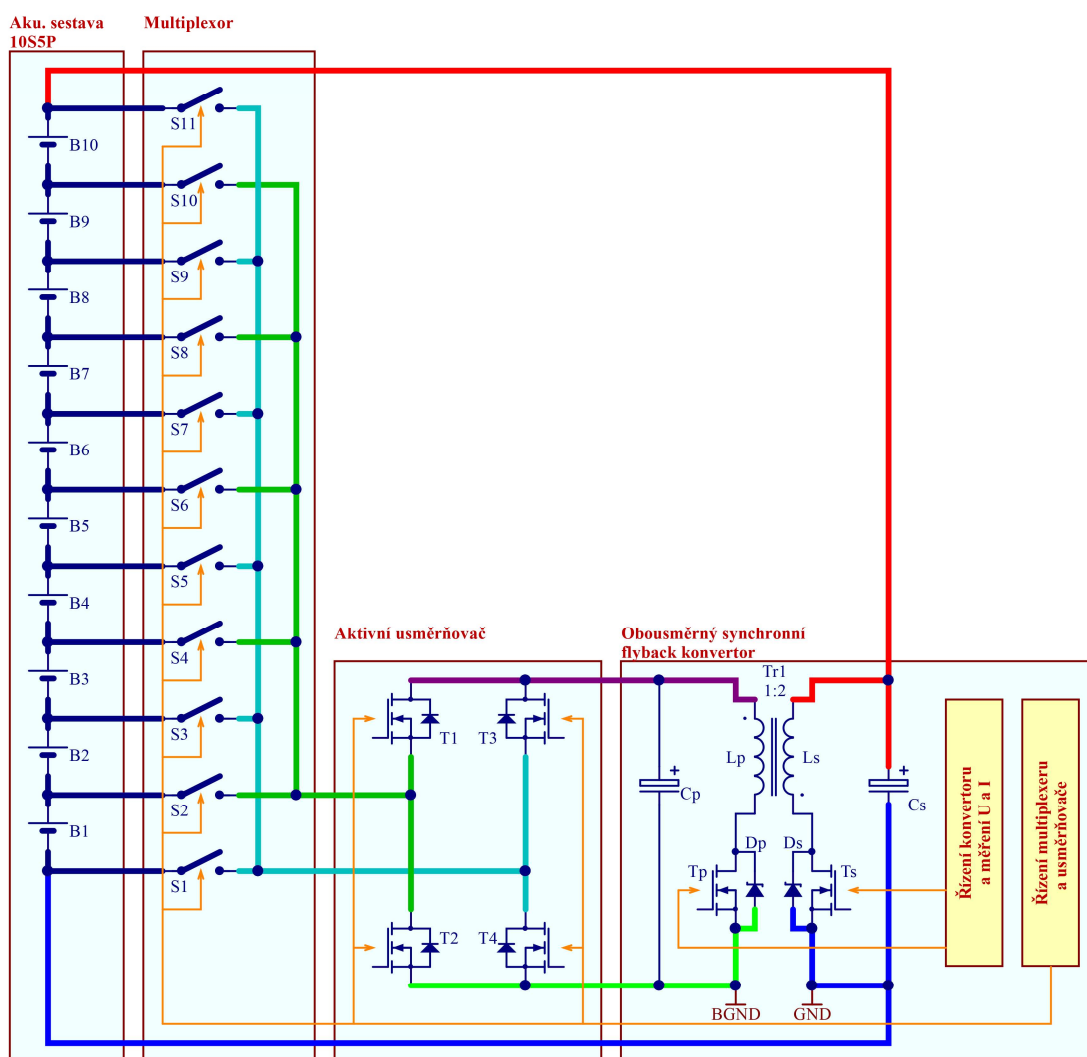 Aku. sestava
10S5P
Multiplexor
S11
B10
S10
B9
S9
B8
S8
B7
S7
B6
S6
B5
S5
B4
S4
B3
S3
B2
S2
B1
S1
Aktivní usměrňovač
T1
T3
T2
T4
Obousměrný synchronní
flyback konvertor
Tr1
1:2
Lp
Ls
+
Cp
+
Cs
Dp
Ds
Tp
Ts
BGND
GND
Řízení konvertoru
a měření U a I
Řízení multiplexeru
a usměrňovače